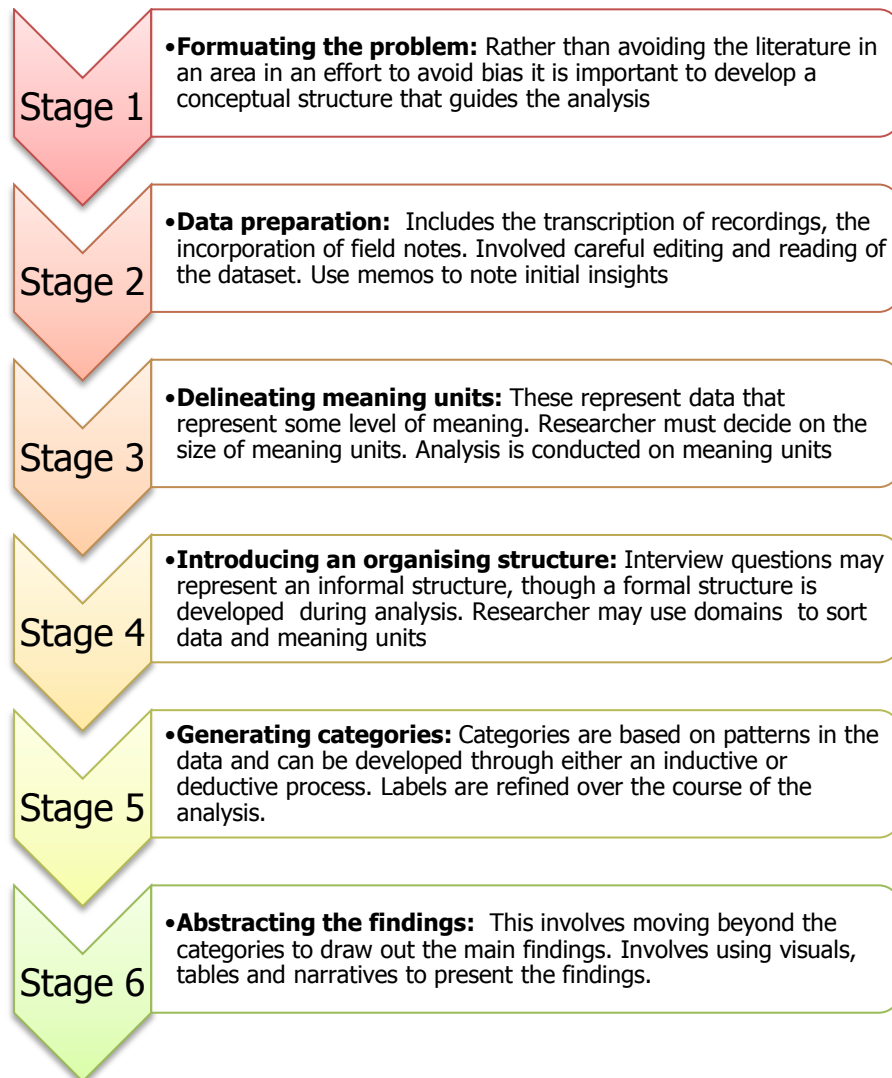 Stage 1
•Formuating the problem: Rather than avoiding the literature in
an area in an effort to avoid bias it is important to develop a
conceptual structure that guides the analysis
Stage 2
•Data preparation:  Includes the transcription of recordings, the
incorporation of field notes. Involved careful editing and reading of
the dataset. Use memos to note initial insights
Stage 3
•Delineating meaning units: These represent data that
represent some level of meaning. Researcher must decide on the
size of meaning units. Analysis is conducted on meaning units
Stage 4
•Introducing an organising structure: Interview questions may
represent an informal structure, though a formal structure is
developed  during analysis. Researcher may use domains  to sort
data and meaning units
Stage 5
•Generating categories: Categories are based on patterns in the
data and can be developed through either an inductive or
deductive process. Labels are refined over the course of the
analysis.
Stage 6
•Abstracting the findings:  This involves moving beyond the
categories to draw out the main findings. Involves using visuals,
tables and narratives to present the findings.